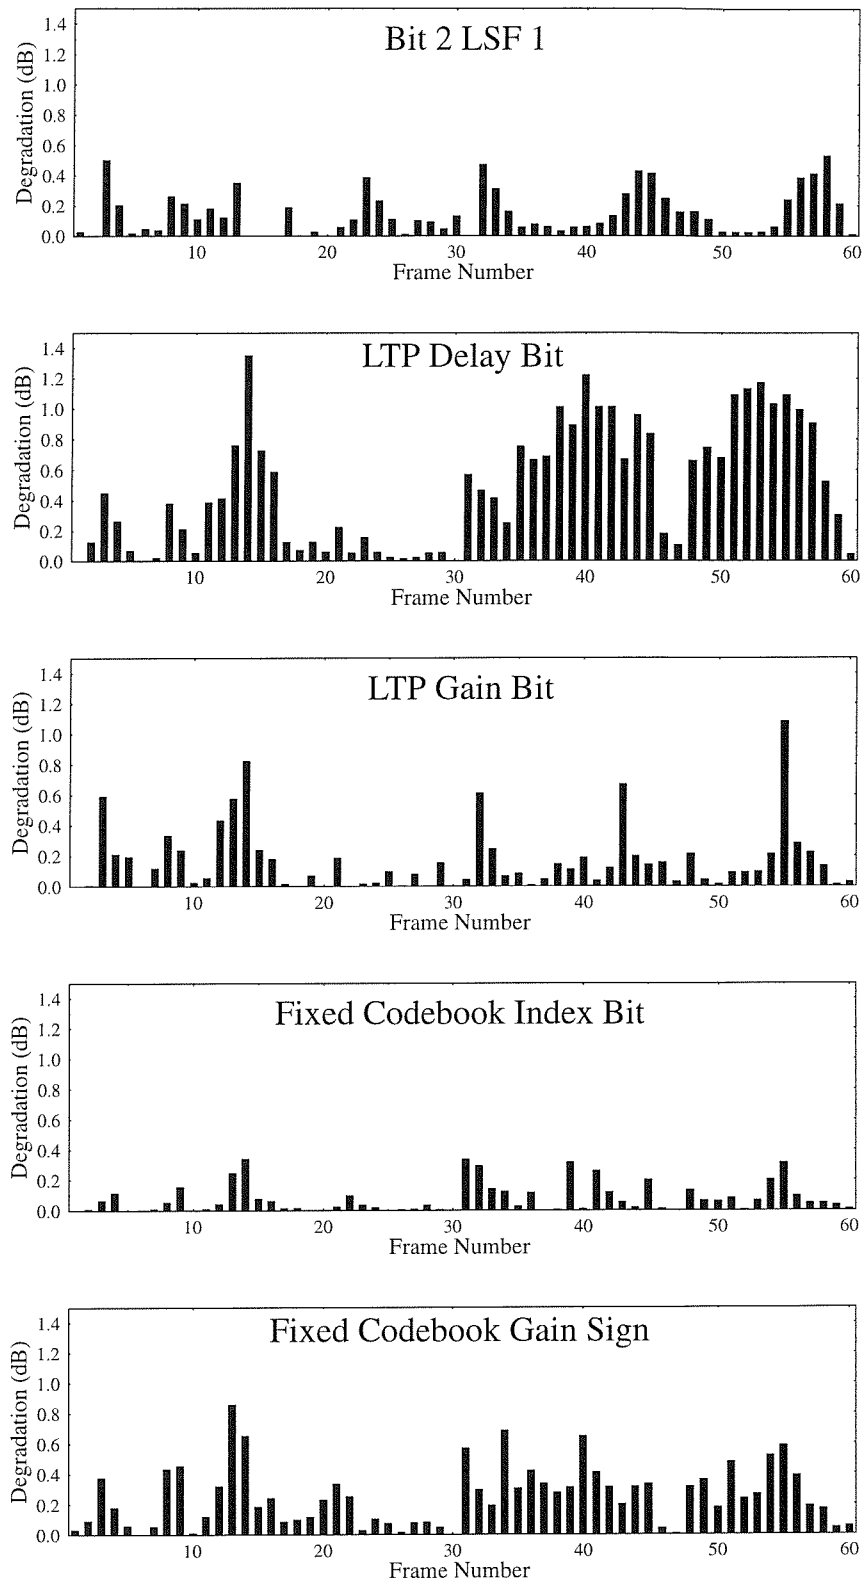 Bit 2 LSF 1
Degradation (dB)
1.4
1.2
1.0
0.8
0.6
0.4
0.2
0.0
10 20 30 40 50 60
Frame Number
LTP Delay Bit
Degradation (dB)
1.4
1.2
1.0
0.8
0.6
0.4
0.2
0.0
10 20 30 40 50 60
Frame Number
LTP Gain Bit
Degradation (dB)
1.4
1.2
1.0
0.8
0.6
0.4
0.2
0.0
10 20 30 40 50 60
Frame Number
Fixed Codebook Index Bit
Degradation (dB)
1.4
1.2
1.0
0.8
0.6
0.4
0.2
0.0
10 20 30 40 50 60
Frame Number
Fixed Codebook Gain Sign
Degradation (dB)
1.4
1.2
1.0
0.8
0.6
0.4
0.2
0.0
10 20 30 40 50 60
Frame Number